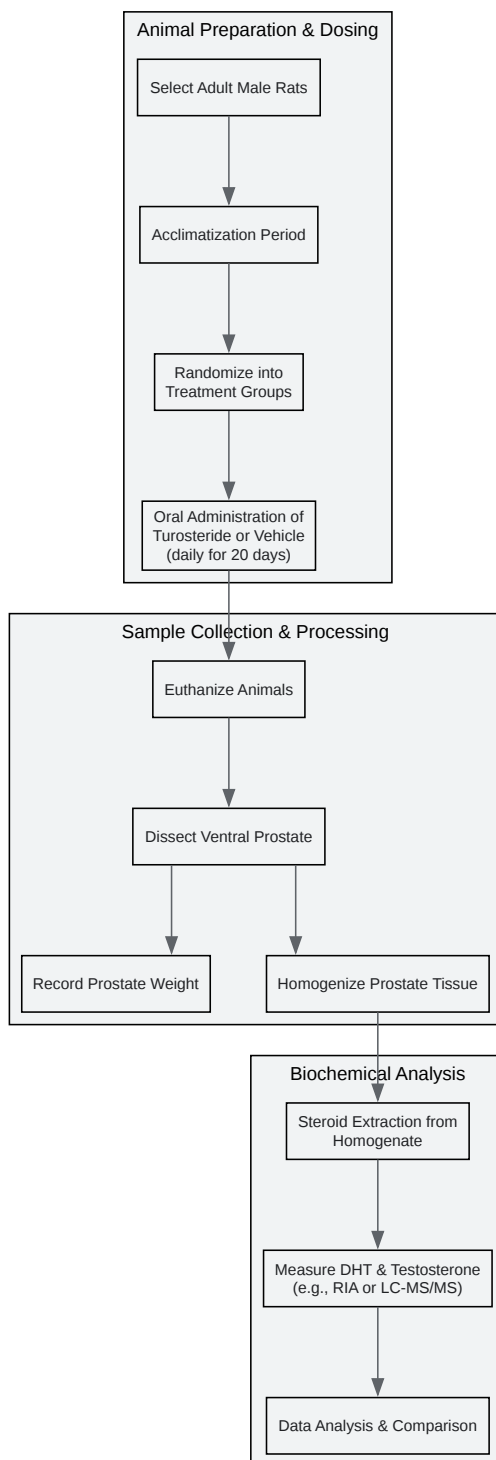 Animal Preparation & Dosing
Select Adult Male Rats
Acclimatization Period
Randomize into
Treatment Groups
Oral Administration of
Turosteride or Vehicle
(daily for 20 days)
Sample Collection & Processing
Euthanize Animals
Dissect Ventral Prostate
Record Prostate Weight
Homogenize Prostate Tissue
Biochemical Analysis
Steroid Extraction from
Homogenate
Measure DHT & Testosterone
(e.g., RIA or LC-MS/MS)
Data Analysis & Comparison